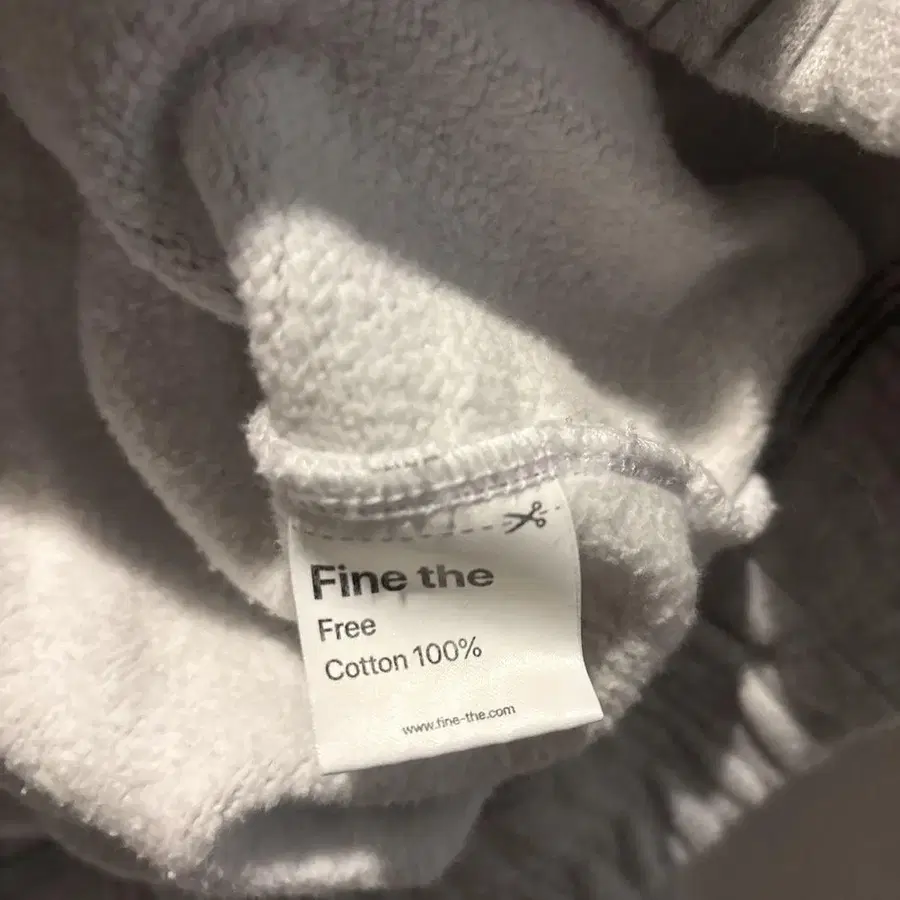 Fine the
Free
Cotton 100%
www.fine-the.com